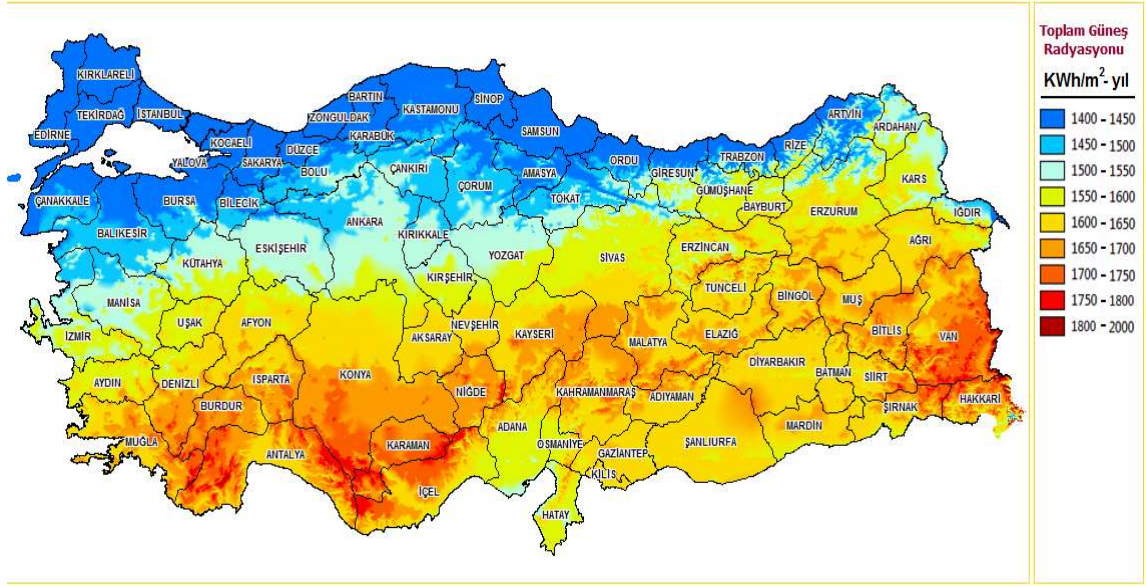 Toplam Güneş
Radyasyonu
KWh/m²- yıl
1400 - 1450
1450 - 1500
1500 - 1550
1550 - 1600
1600 - 1650
1650 - 1700
1700 - 1750
1750 - 1800
1800 - 2000
KIRKLARELİ
TEKİRDAĞ
İSTANBUL
EDİRNE
KOCAELİ
YALOVA
SAKARYA
DÜZCE
ZONGULDAK
BARTIN
KARABÜK
KASTAMONU
SİNOP
SAMSUN
BOLU
ÇANKIRI
ÇORUM
AMASYA
TOKAT
ORDU
GİRESUN
TRABZON
RİZE
ARTVİN
ARDAHAN
KARS
GÜMÜŞHANE
BAYBURT
ERZURUM
IĞDIR
AĞRI
ÇANAKKALE
BURSA
BİLECİK
BALIKESİR
KÜTAHYA
ESKİŞEHİR
ANKARA
KIRIKKALE
YOZGAT
SİVAS
ERZİNCAN
KIRŞEHİR
TUNCELİ
BİNGÖL
MUŞ
BİTLİS
VAN
MANİSA
İZMİR
UŞAK
AFYON
AKSARAY
NEVŞEHİR
KAYSERİ
MALATYA
ELAZIĞ
DİYARBAKIR
BATMAN
SİİRT
HAKKARİ
ŞIRNAK
MARDİN
AYDIN
DENİZLİ
ISPARTA
BURDUR
KONYA
NİĞDE
KAHRAMANMARAŞ
ADIYAMAN
MUĞLA
ANTALYA
KARAMAN
ADANA
OSMANİYE
GAZİANTEP
ŞANLIURFA
KİLİS
İÇEL
HATAY